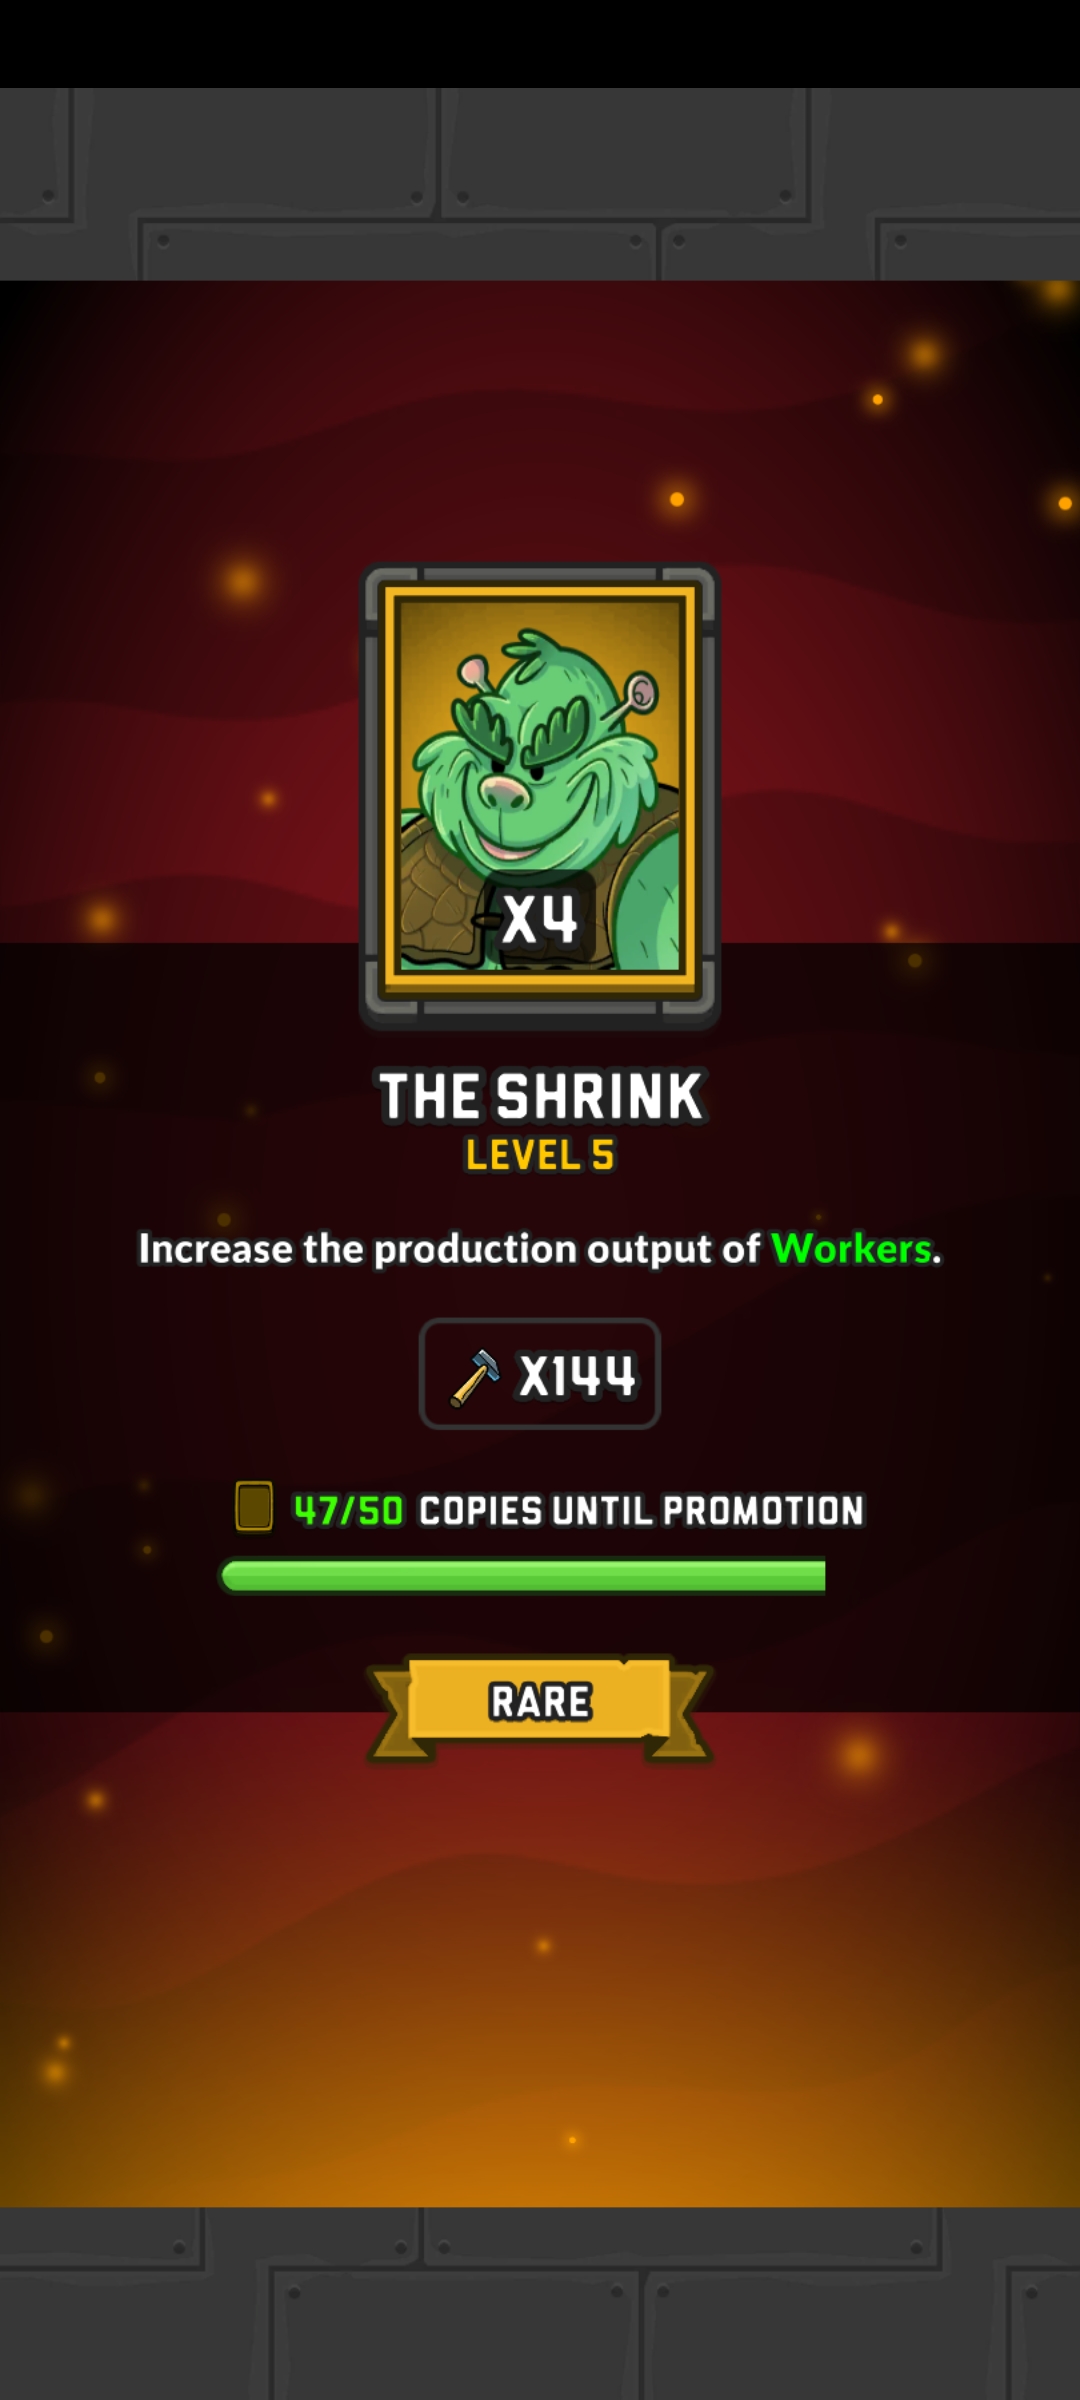 X4
THE SHRINK
LEVEL 5
Increase the production output of Workers.
X144
47/50 COPIES UNTIL PROMOTION
RARE